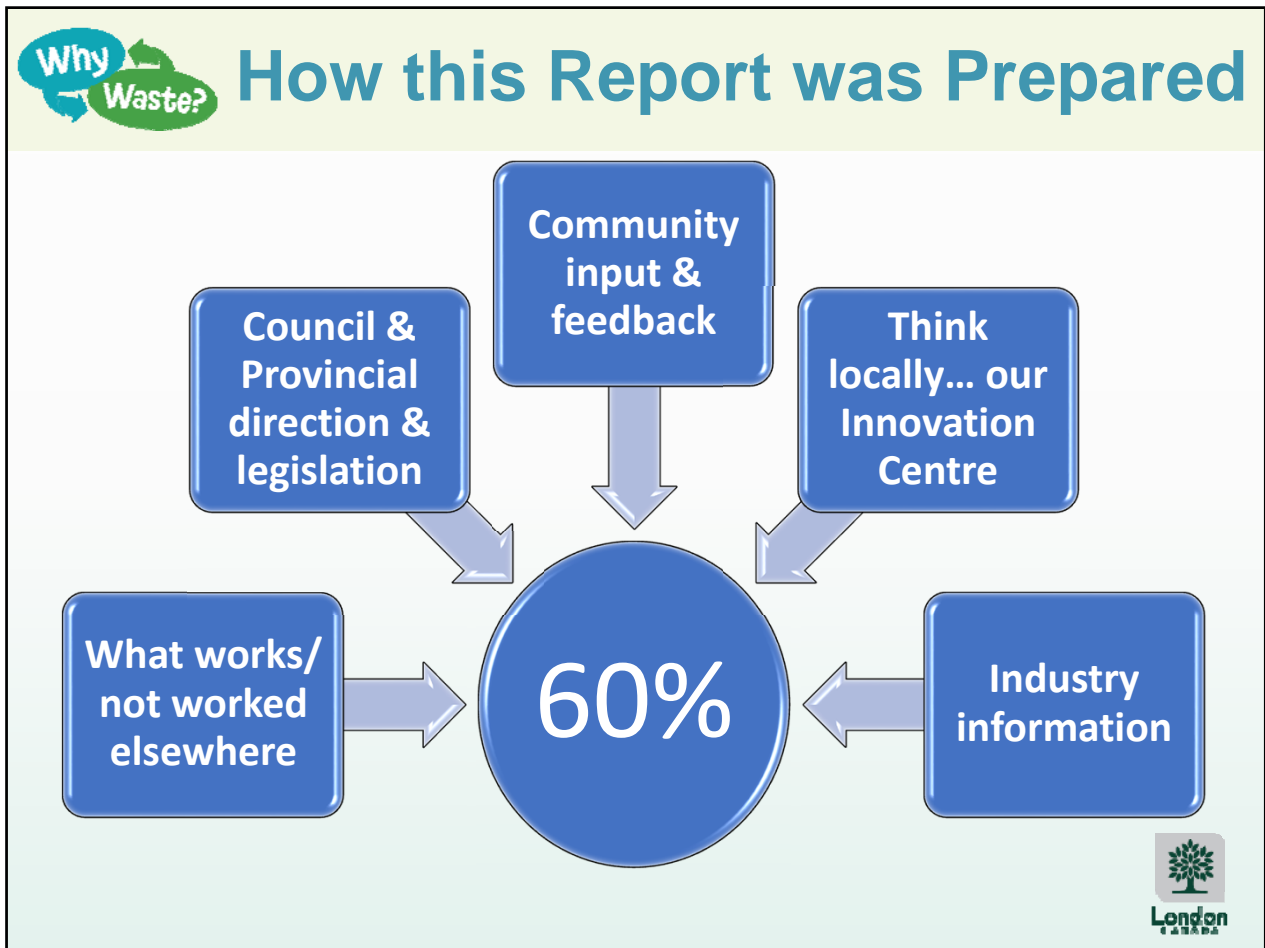 Why
Waste?
How this Report was Prepared
Community
input &
feedback
Council &
Provincial
direction &
legislation
Think
locally... our
Innovation
Centre
What works/
not worked
elsewhere
60%
Industry
information
London
CANADA